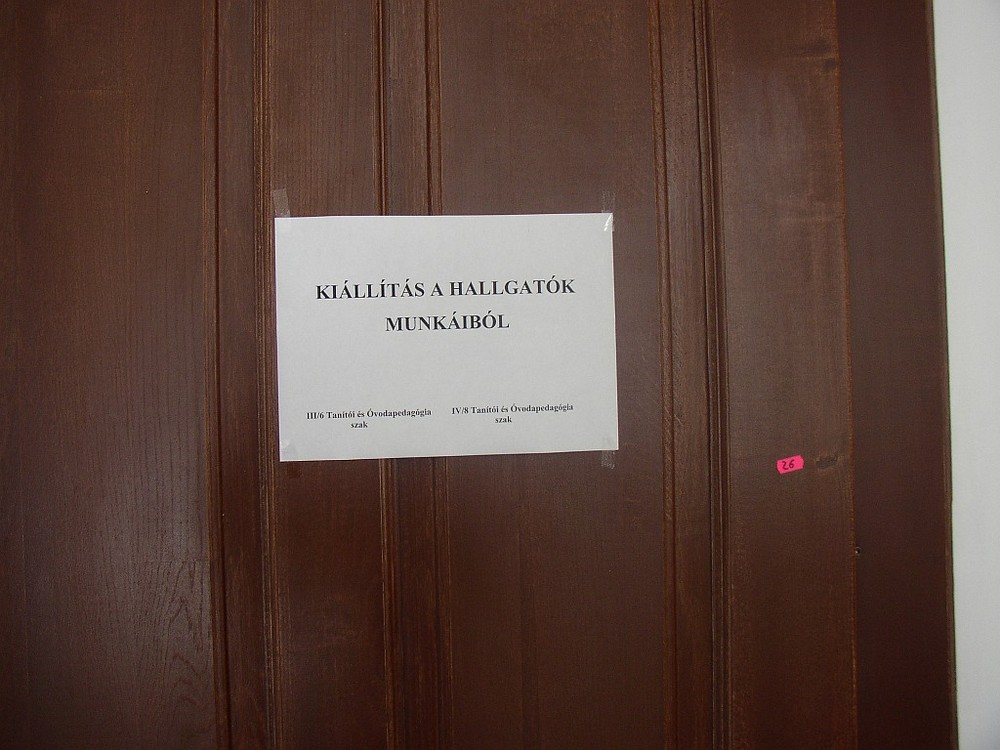 KIÁLLÍTÁS A HALLGATÓK
MUNKÁIBÓL
III/6 Tanítói és Óvodapedagógia
szak
IV/8 Tanítói és Óvodapedagógia
szak
26